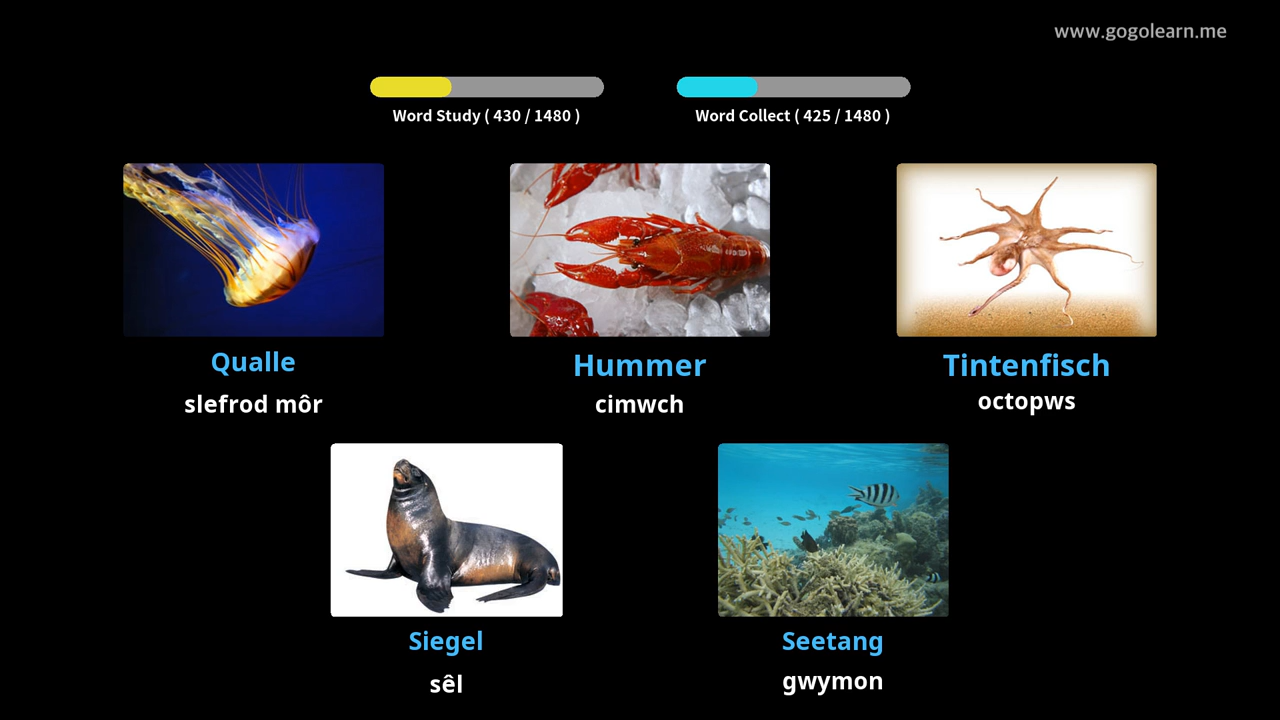 www.gogolearn.me
Word Study ( 430 / 1480 )
Word Collect ( 425 / 1480 )
Qualle
Hummer
Tintenfisch
slefrod môr
cimwch
octopws
Siegel
Seetang
sêl
gwymon